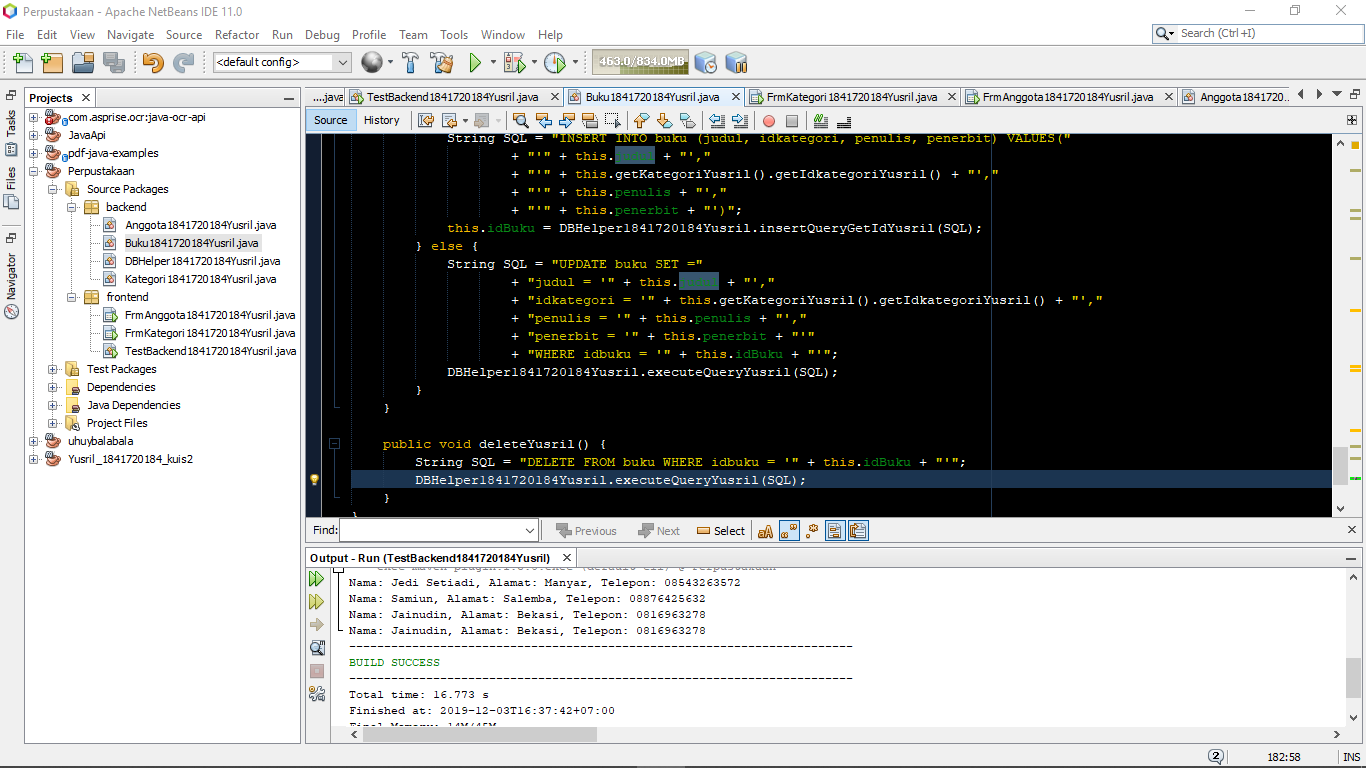 Perpustakaan - Apache NetBeans IDE 11.0
File Edit View Navigate Source Refactor Run Debug Profile Team Tools Window Help
Search (Ctrl+I)
<default config>
463.0/834.0MB
Projects
....java
TestBackend1841720184Yusril.java
Buku1841720184Yusril.java
FrmKategori1841720184Yusril.java
FrmAnggota1841720184Yusril.java
Anggota1841720...
Tasks
Files
Navigator
com.asprise.ocr:java-ocr-api
JavaApi
pdf-java-examples
Perpustakaan
Source Packages
backend
Anggota1841720184Yusril.java
Buku1841720184Yusril.java
DBHelper1841720184Yusril.java
Kategori1841720184Yusril.java
frontend
FrmAnggota1841720184Yusril.java
FrmKategori1841720184Yusril.java
TestBackend1841720184Yusril.java
Test Packages
Dependencies
Java Dependencies
Project Files
uhuybalabala
Yusril_1841720184_kuis2
Source History
String SQL = "INSERT INTO buku (judul, idkategori, penulis, penerbit) VALUES("
+ "'" + this.judul + "',"
+ "'" + this.getKategoriYusril().getIdkategoriYusril() + "',"
+ "'" + this.penulis + "',"
+ "'" + this.penerbit + "')";
this.idBuku = DBHelper1841720184Yusril.insertQueryGetIdYusril(SQL);
} else {
String SQL = "UPDATE buku SET ="
+ "judul = '" + this.judul + "',"
+ "idkategori = '" + this.getKategoriYusril().getIdkategoriYusril() + "',"
+ "penulis = '" + this.penulis + "',"
+ "penerbit = '" + this.penerbit + "'"
+ "WHERE idbuku = '" + this.idBuku + "'";
DBHelper1841720184Yusril.executeQueryYusril(SQL);
}
}
public void deleteYusril() {
String SQL = "DELETE FROM buku WHERE idbuku = '" + this.idBuku + "'";
DBHelper1841720184Yusril.executeQueryYusril(SQL);
}
}
Find: Previous Next Select
Output - Run (TestBackend1841720184Yusril)
Nama: Jedi Setiadi, Alamat: Manyar, Telepon: 08543263572
Nama: Samiun, Alamat: Salemba, Telepon: 08876425632
Nama: Jainudin, Alamat: Bekasi, Telepon: 0816963278
Nama: Jainudin, Alamat: Bekasi, Telepon: 0816963278
------------------------------------------------------------------------
BUILD SUCCESS
------------------------------------------------------------------------
Total time: 16.773 s
Finished at: 2019-12-03T16:37:42+07:00
Final Memory: 14M/45M
2
182:58
INS